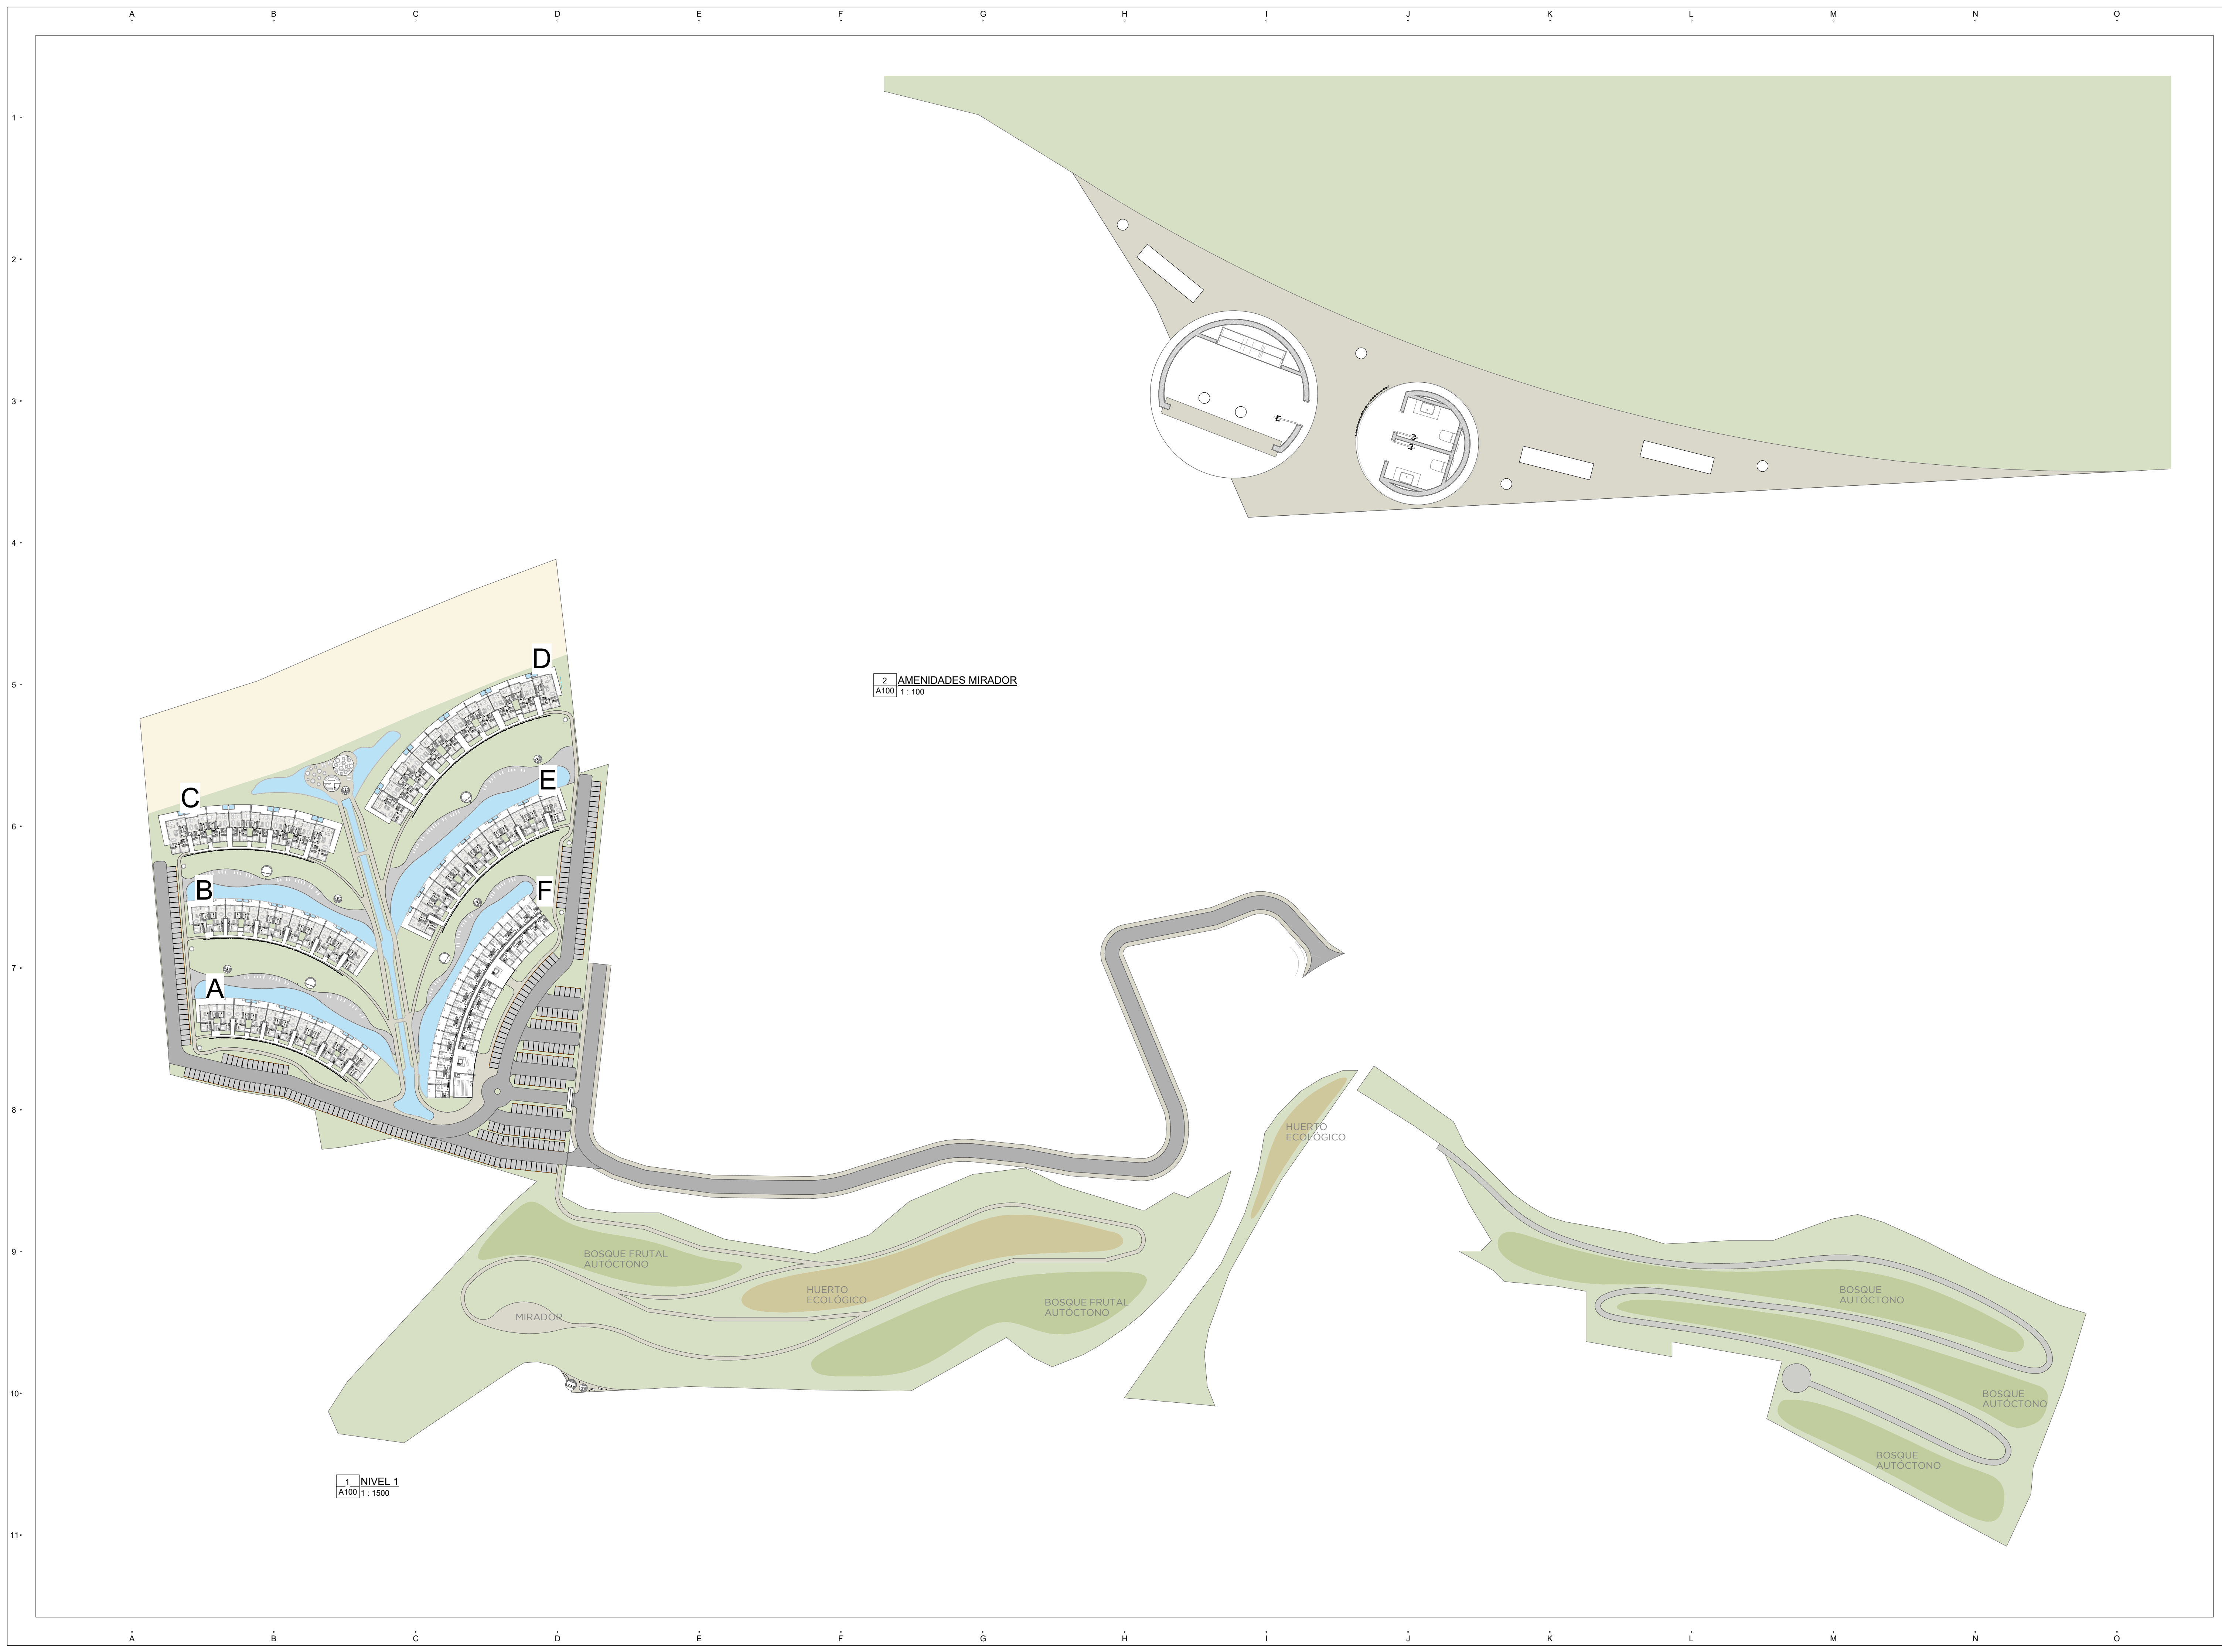 A B C D E F G H I J K L M N O
1
2
3
4
5
6
7
8
9
10
11
2 AMENIDADES MIRADOR
A100 1 : 100
D
E
C
F
B
A
HUERTO
ECOLÓGICO
BOSQUE FRUTAL
AUTÓCTONO
HUERTO
ECOLÓGICO
BOSQUE FRUTAL
AUTÓCTONO
MIRADOR
BOSQUE
AUTÓCTONO
BOSQUE
AUTÓCTONO
BOSQUE
AUTÓCTONO
1 NIVEL 1
A100 1 : 1500
A B C D E F G H I J K L M N O